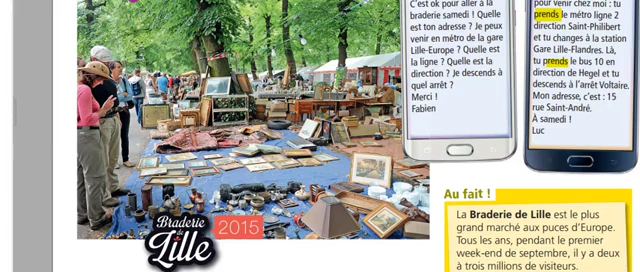 C'est ok pour aller à la
braderie samedi ! Quelle
est ton adresse ? Je peux
venir en métro de la gare
Lille-Europe ? Quelle est
la ligne ? Quelle est la
direction ? Je descends à
quel arrêt ?
Merci !
Fabien
pour venir chez moi : tu
prends le métro ligne 2
direction Saint-Philibert
et tu changes à la station
Gare Lille-Flandres. Là,
tu prends le bus 10 en
direction de Hegel et tu
descends à l'arrêt Voltaire.
Mon adresse, c'est : 15
rue Saint-André.
À samedi !
Luc
Braderie
de
Lille
2015
Au fait !
La Braderie de Lille est le plus
grand marché aux puces d'Europe.
Tous les ans, pendant le premier
week-end de septembre, il y a deux
à trois millions de visiteurs.